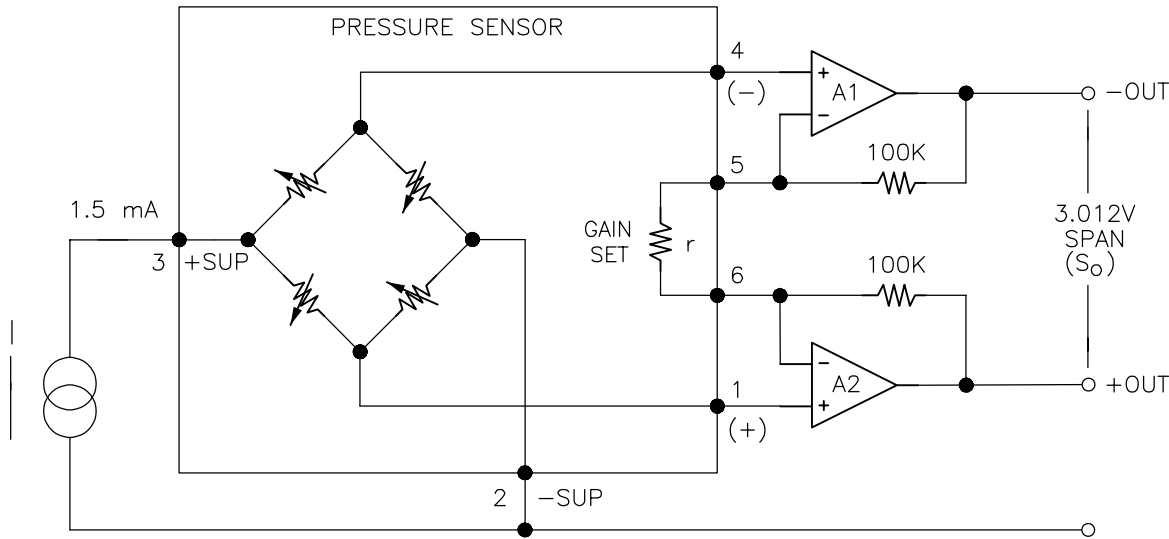 PRESSURE SENSOR
4
(−)
+
A1
−
−OUT
100K
5
1.5 mA
3 +SUP
GAIN
SET
r
3.012V
SPAN
(So)
6
100K
−
A2
+
+OUT
1
(+)
2 −SUP